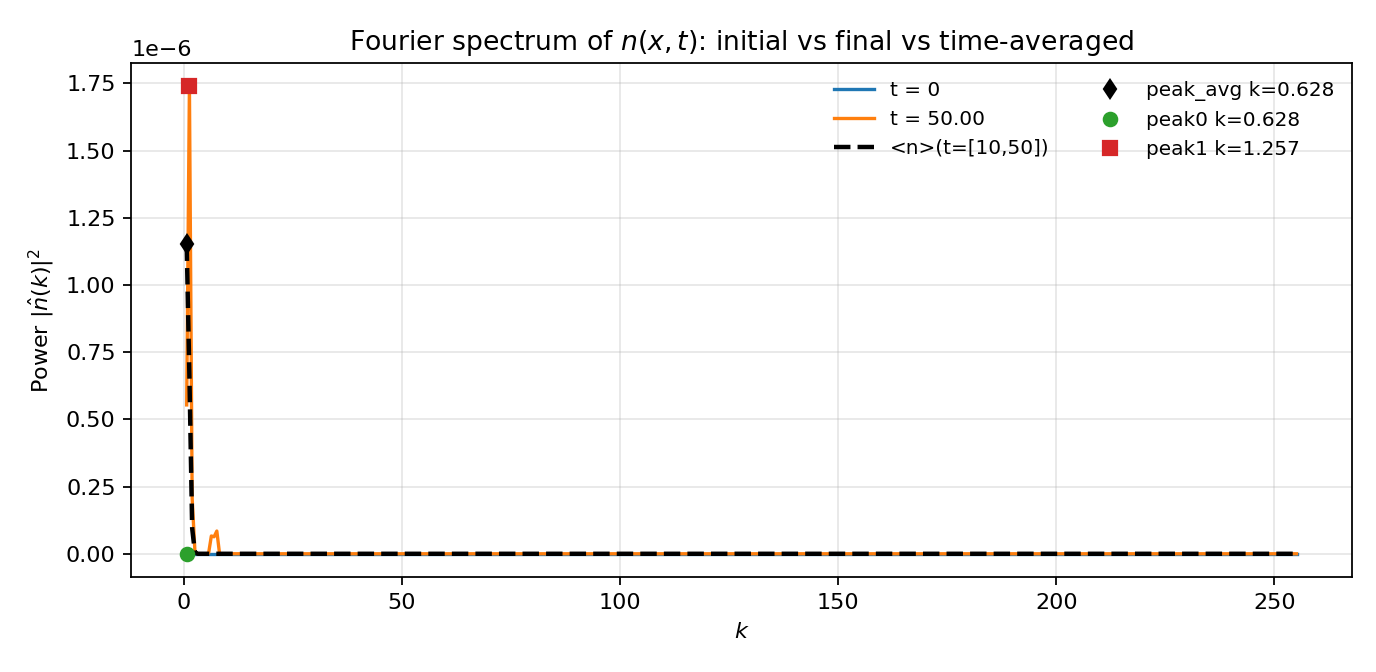 Fourier spectrum of n(x, t): initial vs final vs time-averaged
1e−6
1.75
1.50
1.25
1.00
0.75
0.50
0.25
0.00
Power |n̂(k)|²
0 50 100 150 200 250
k
t = 0
t = 50.00
<n>(t=[10,50])
peak_avg k=0.628
peak0 k=0.628
peak1 k=1.257